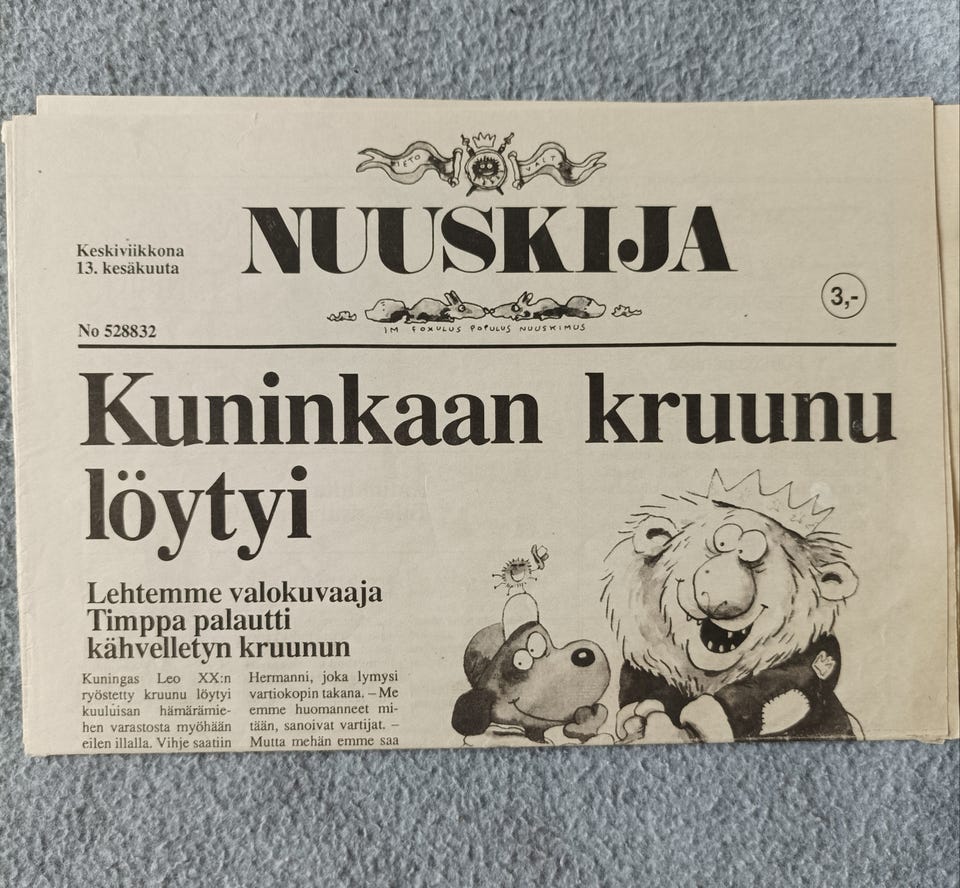 TIETO VALTAA
NUUSKIJA
Keskiviikkona
13. kesäkuuta
3,-
IM FOXULUS POPULUS NUUSKIMUS
No 528832
Kuninkaan kruunu
löytyi
Lehtemme valokuvaaja
Timppa palautti
kähvelletyn kruunun
Kuningas Leo XX:n
ryöstetty kruunu löytyi
kuuluisan hämärämie-
hen varastosta myöhään
eilen illalla. Vihje saatiin
Hermanni, joka lymysi
vartiokopin takana. – Me
emme huomanneet mi-
tään, sanoivat vartijat. –
Mutta mehän emme saa